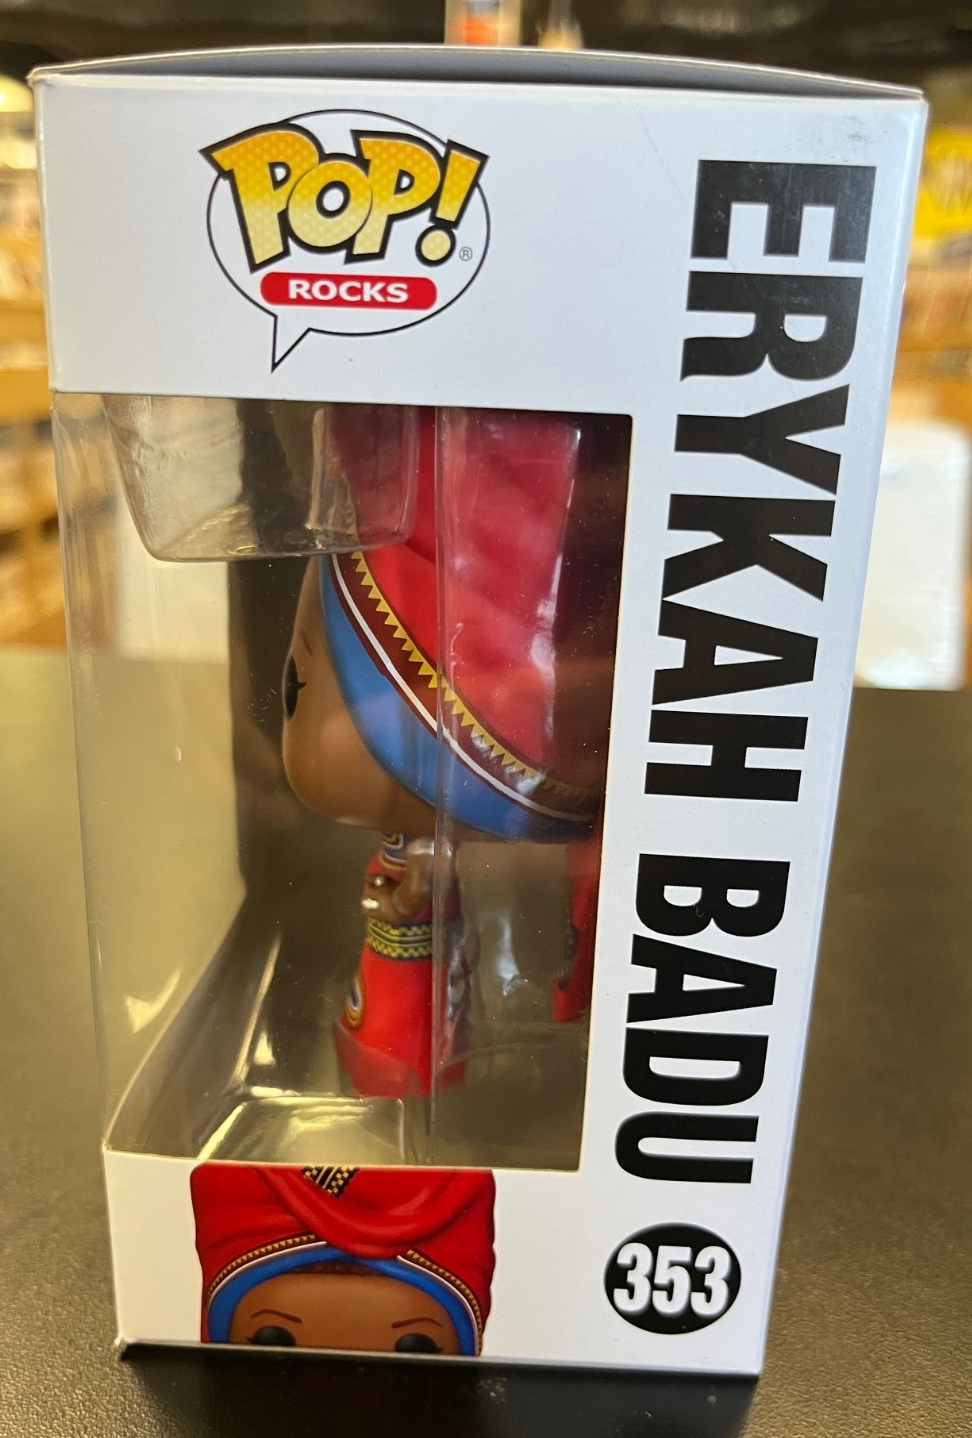 POP!®
ROCKS
ERYKAH BADU
353